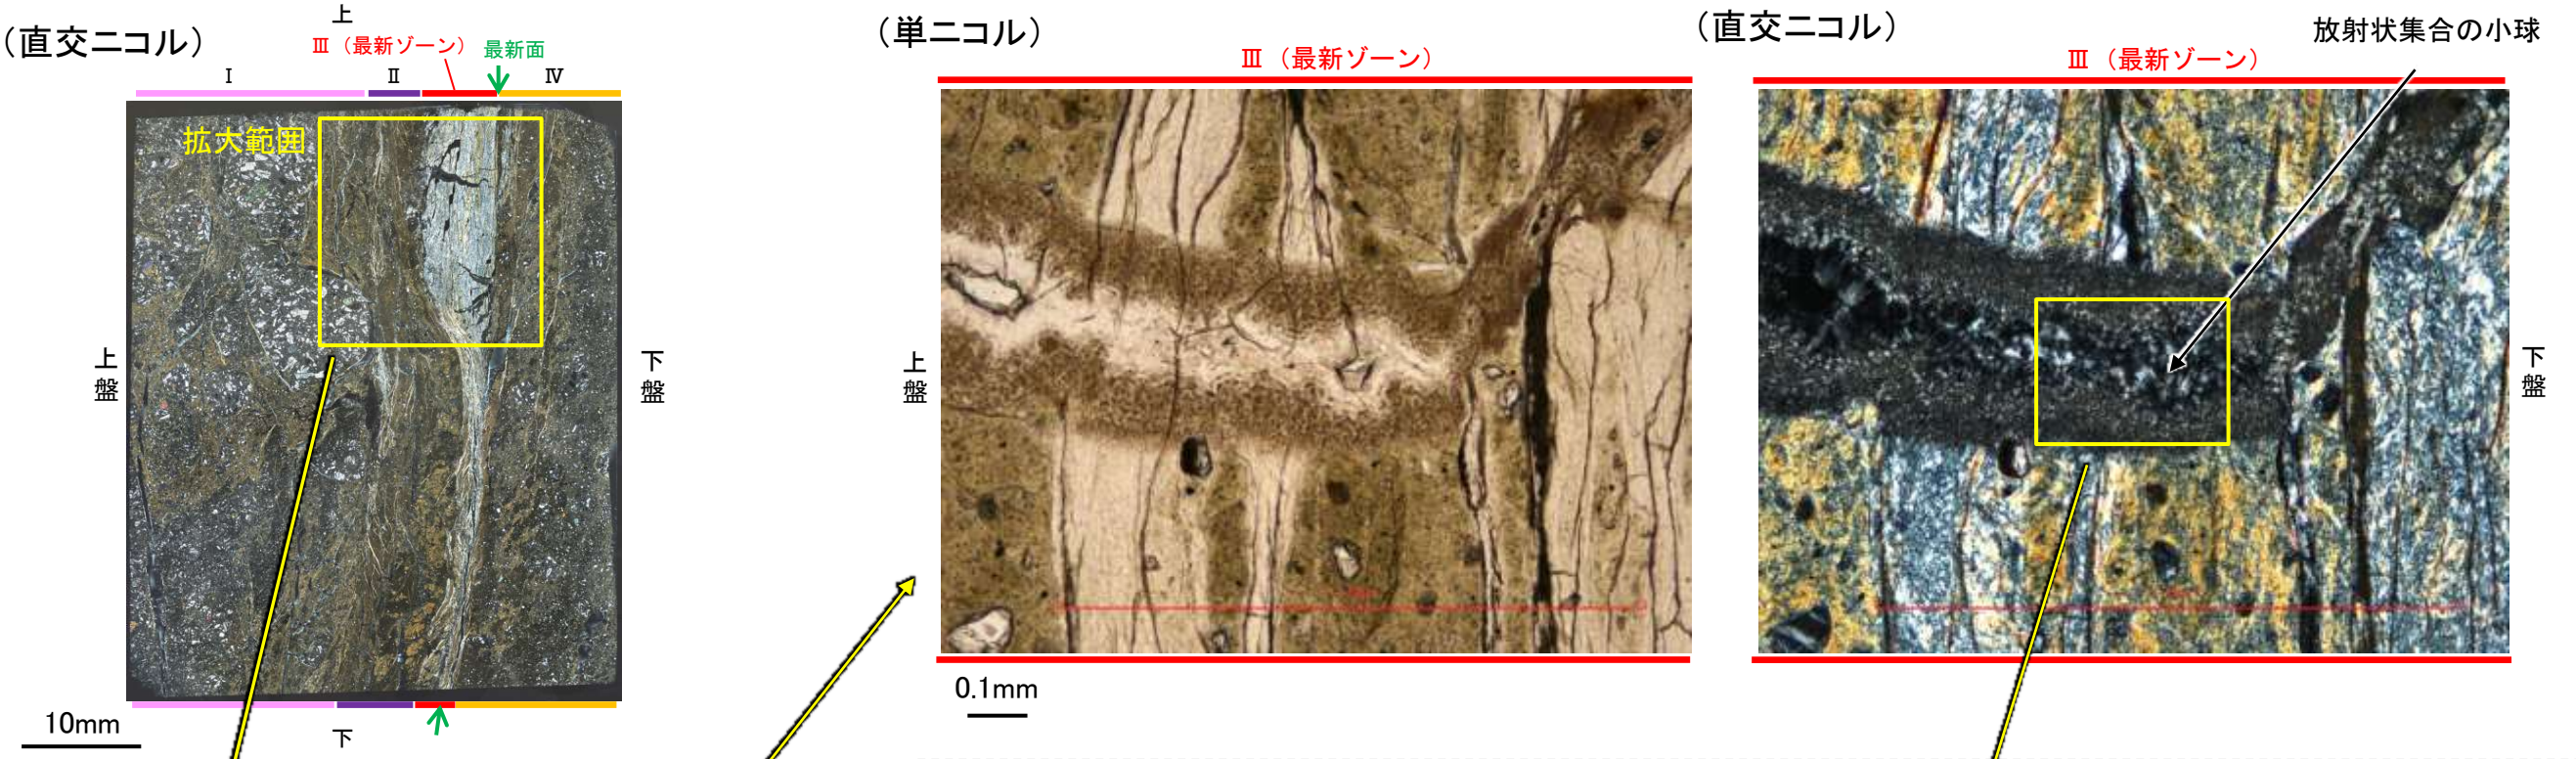 （直交ニコル）
上
Ⅲ（最新ゾーン）
最新面
Ⅰ
Ⅱ
Ⅳ
拡大範囲
上盤
下盤
10mm
下
（単ニコル）
Ⅲ（最新ゾーン）
上盤
0.1mm
（直交ニコル）
放射状集合の小球
Ⅲ（最新ゾーン）
下盤